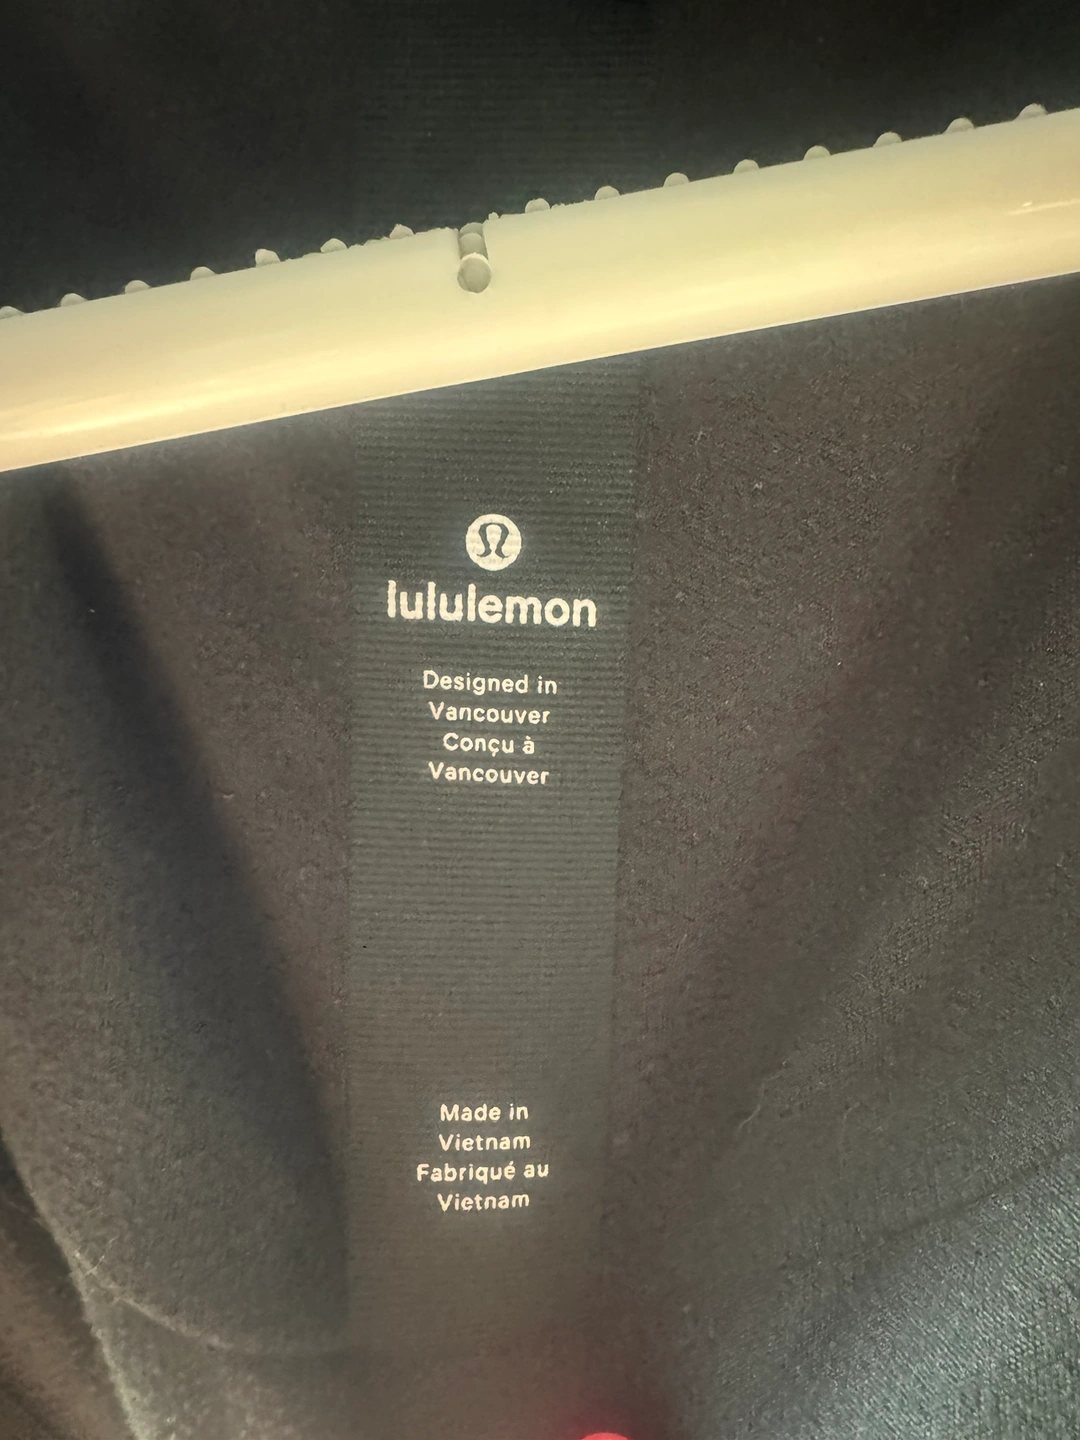 lululemon
Designed in
Vancouver
Conçu à
Vancouver
Made in
Vietnam
Fabriqué au
Vietnam